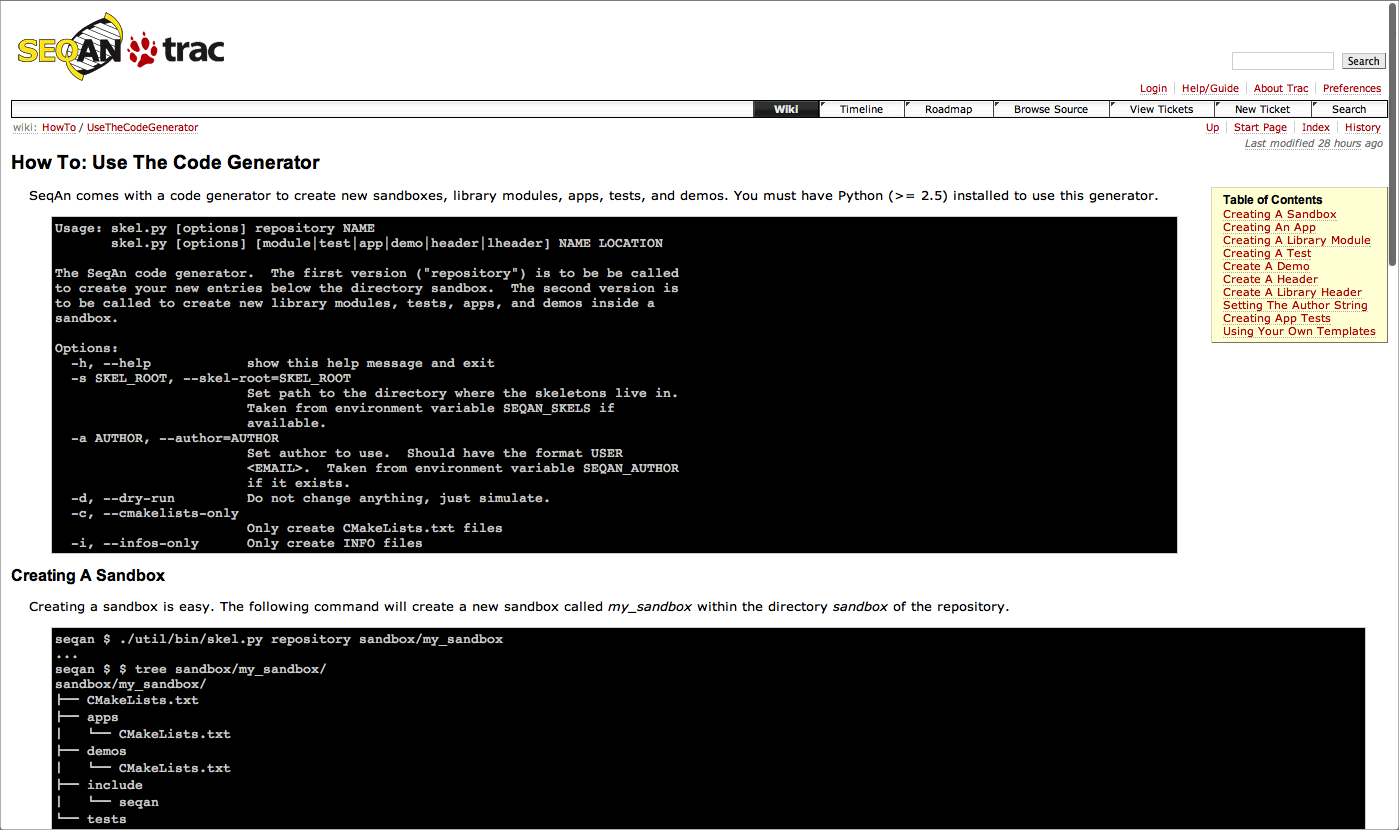 SEQAN trac
Search
Login Help/Guide About Trac Preferences
Wiki Timeline Roadmap Browse Source View Tickets New Ticket Search
wiki: HowTo / UseTheCodeGenerator
Up Start Page Index History
Last modified 28 hours ago
How To: Use The Code Generator
SeqAn comes with a code generator to create new sandboxes, library modules, apps, tests, and demos. You must have Python (>= 2.5) installed to use this generator.
Table of Contents
Creating A Sandbox
Creating An App
Creating A Library Module
Creating A Test
Create A Demo
Create A Header
Create A Library Header
Setting The Author String
Creating App Tests
Using Your Own Templates
Usage: skel.py [options] repository NAME
       skel.py [options] [module|test|app|demo|header|lheader] NAME LOCATION
The SeqAn code generator.  The first version ("repository") is to be be called
to create your new entries below the directory sandbox.  The second version is
to be called to create new library modules, tests, apps, and demos inside a
sandbox.
Options:
  -h, --help            show this help message and exit
  -s SKEL_ROOT, --skel-root=SKEL_ROOT
                        Set path to the directory where the skeletons live in.
                        Taken from environment variable SEQAN_SKELS if
                        available.
  -a AUTHOR, --author=AUTHOR
                        Set author to use.  Should have the format USER
                        <EMAIL>.  Taken from environment variable SEQAN_AUTHOR
                        if it exists.
  -d, --dry-run         Do not change anything, just simulate.
  -c, --cmakelists-only
                        Only create CMakeLists.txt files
  -i, --infos-only      Only create INFO files
Creating A Sandbox
Creating a sandbox is easy. The following command will create a new sandbox called my_sandbox within the directory sandbox of the repository.
seqan $ ./util/bin/skel.py repository sandbox/my_sandbox
...
seqan $ $ tree sandbox/my_sandbox/
sandbox/my_sandbox/
├── CMakeLists.txt
├── apps
│   └── CMakeLists.txt
├── demos
│   └── CMakeLists.txt
├── include
│   └── seqan
└── tests